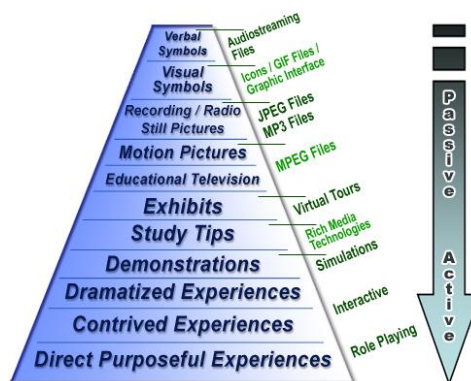 Verbal
Symbols
Audiostreaming
Files
Visual
Symbols
Icons / GIF Files /
Graphic Interface
Recording / Radio
Still Pictures
JPEG Files
MP3 Files
Motion Pictures
MPEG Files
Educational Television
Exhibits
Virtual Tours
Study Tips
Rich Media
Technologies
Demonstrations
Simulations
Dramatized Experiences
Interactive
Contrived Experiences
Role Playing
Direct Purposeful Experiences
Passive
Active